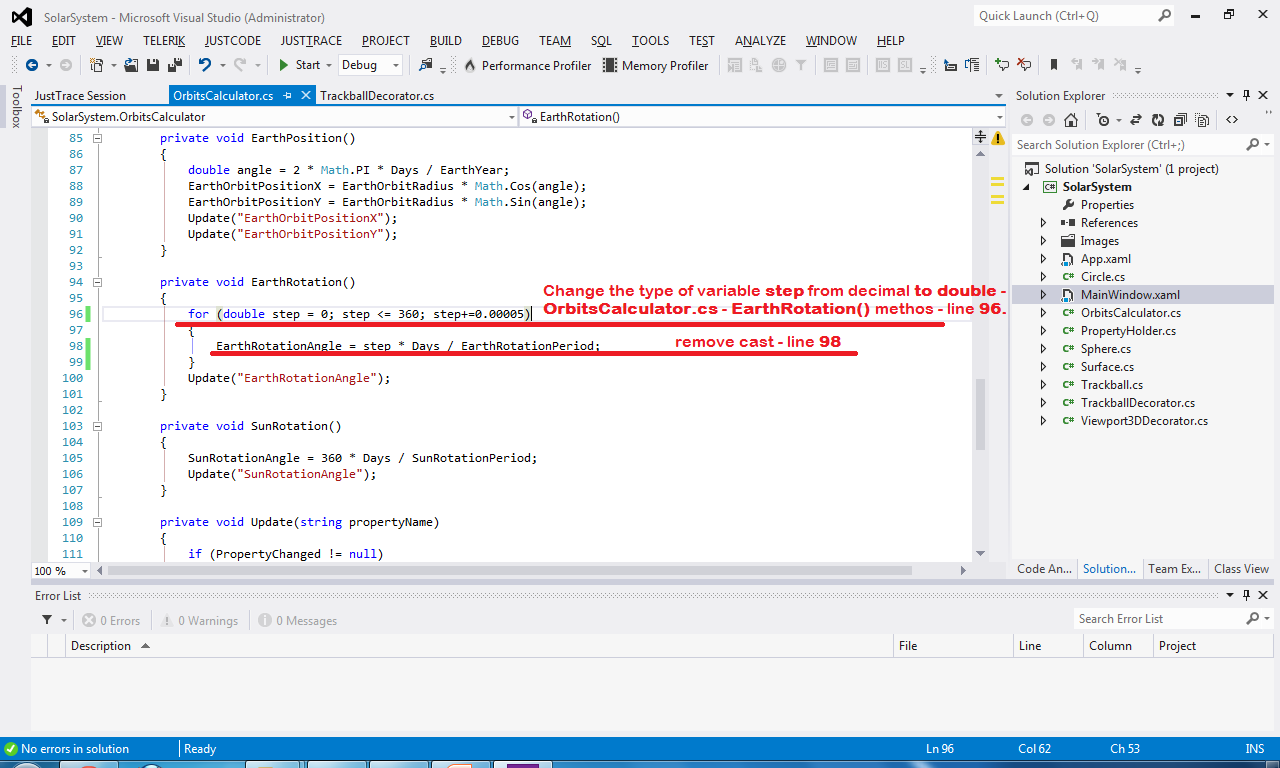 SolarSystem - Microsoft Visual Studio (Administrator)
Quick Launch (Ctrl+Q)
FILE EDIT VIEW TELERIK JUSTCODE JUSTTRACE PROJECT BUILD DEBUG TEAM SQL TOOLS TEST ANALYZE WINDOW HELP
Start Debug Performance Profiler Memory Profiler
Toolbox
JustTrace Session OrbitsCalculator.cs TrackballDecorator.cs
SolarSystem.OrbitsCalculator EarthRotation()
85 private void EarthPosition()
86 {
87 double angle = 2 * Math.PI * Days / EarthYear;
88 EarthOrbitPositionX = EarthOrbitRadius * Math.Cos(angle);
89 EarthOrbitPositionY = EarthOrbitRadius * Math.Sin(angle);
90 Update("EarthOrbitPositionX");
91 Update("EarthOrbitPositionY");
92 }
93
94 private void EarthRotation()
95 {
Change the type of variable step from decimal to double -
OrbitsCalculator.cs - EarthRotation() methos - line 96.
96 for (double step = 0; step <= 360; step+=0.00005)
97 {
98 EarthRotationAngle = step * Days / EarthRotationPeriod;
remove cast - line 98
99 }
100 Update("EarthRotationAngle");
101 }
102
103 private void SunRotation()
104 {
105 SunRotationAngle = 360 * Days / SunRotationPeriod;
106 Update("SunRotationAngle");
107 }
108
109 private void Update(string propertyName)
110 {
111 if (PropertyChanged != null)
100 %
Solution Explorer
Search Solution Explorer (Ctrl+;)
Solution 'SolarSystem' (1 project)
C# SolarSystem
Properties
References
Images
App.xaml
C# Circle.cs
MainWindow.xaml
C# OrbitsCalculator.cs
C# PropertyHolder.cs
C# Sphere.cs
C# Surface.cs
C# Trackball.cs
C# TrackballDecorator.cs
C# Viewport3DDecorator.cs
Code An... Solution... Team Ex... Class View
Error List
0 Errors 0 Warnings 0 Messages
Search Error List
Description File Line Column Project
No errors in solution Ready Ln 96 Col 62 Ch 53 INS